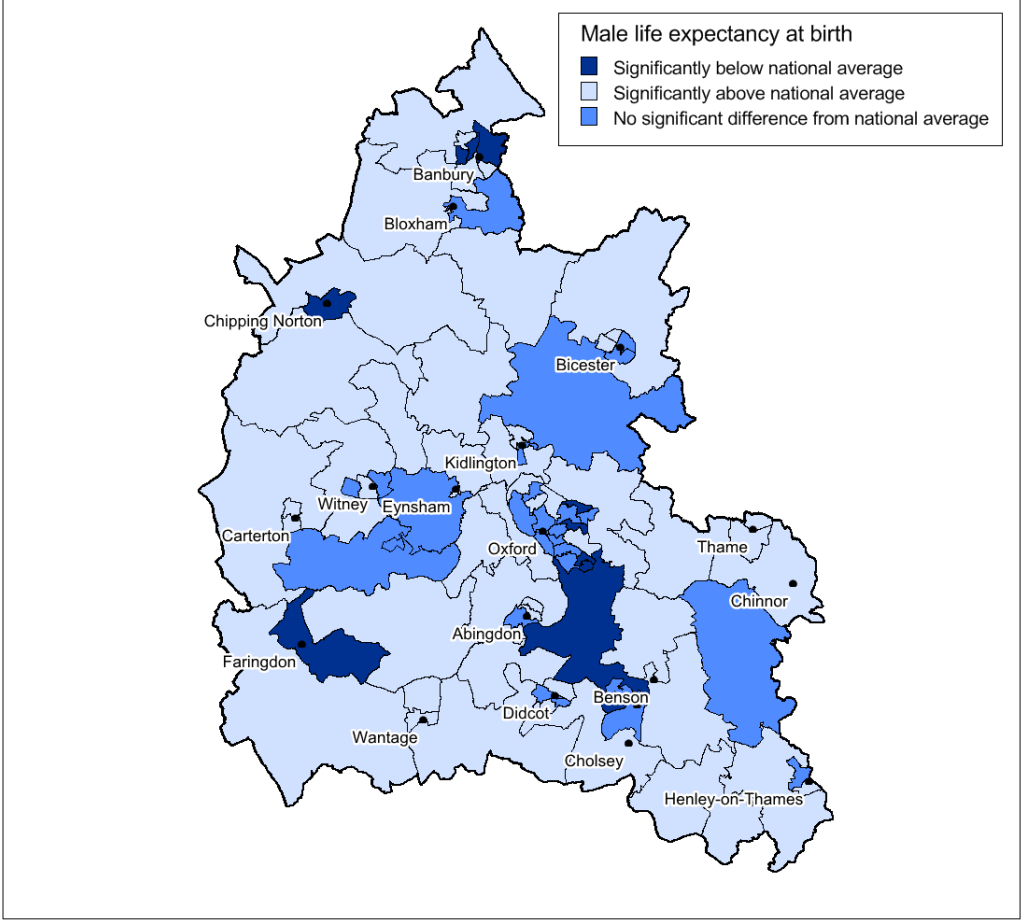 Male life expectancy at birth
Significantly below national average
Significantly above national average
No significant difference from national average
Banbury
Bloxham
Chipping Norton
Bicester
Kidlington
Witney
Eynsham
Carterton
Oxford
Thame
Chinnor
Abingdon
Faringdon
Benson
Didcot
Wantage
Cholsey
Henley-on-Thames